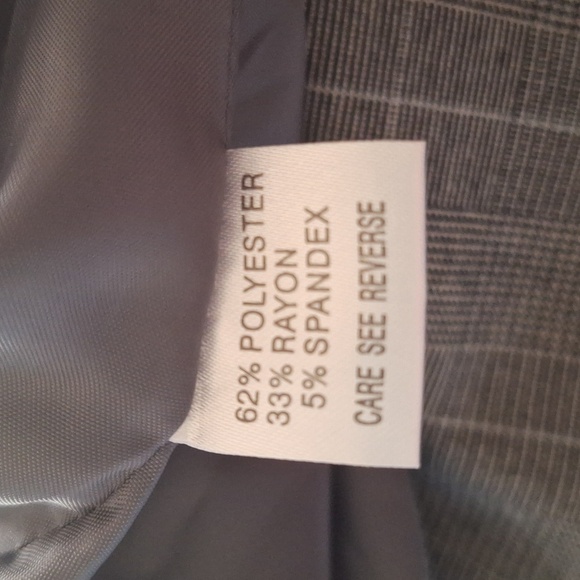 62% POLYESTER
33% RAYON
5% SPANDEX
CARE SEE REVERSE